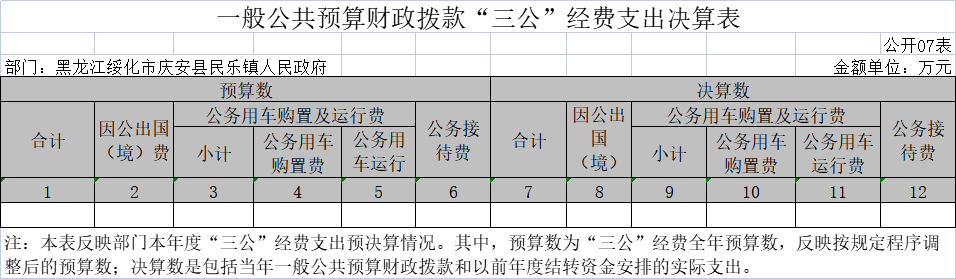 一般公共预算财政拨款“三公”经费支出决算表
公开07表
部门：黑龙江绥化市庆安县民乐镇人民政府 金额单位：万元
预算数 决算数
合计 因公出国（境）费 公务用车购置及运行费 公务接待费 合计 因公出国（境） 公务用车购置及运行费 公务接待费
小计 公务用车购置费 公务用车运行 小计 公务用车购置费 公务用车运行费
1 2 3 4 5 6 7 8 9 10 11 12
注：本表反映部门本年度“三公”经费支出预决算情况。其中，预算数为“三公”经费全年预算数，反映按规定程序调
整后的预算数；决算数是包括当年一般公共预算财政拨款和以前年度结转资金安排的实际支出。